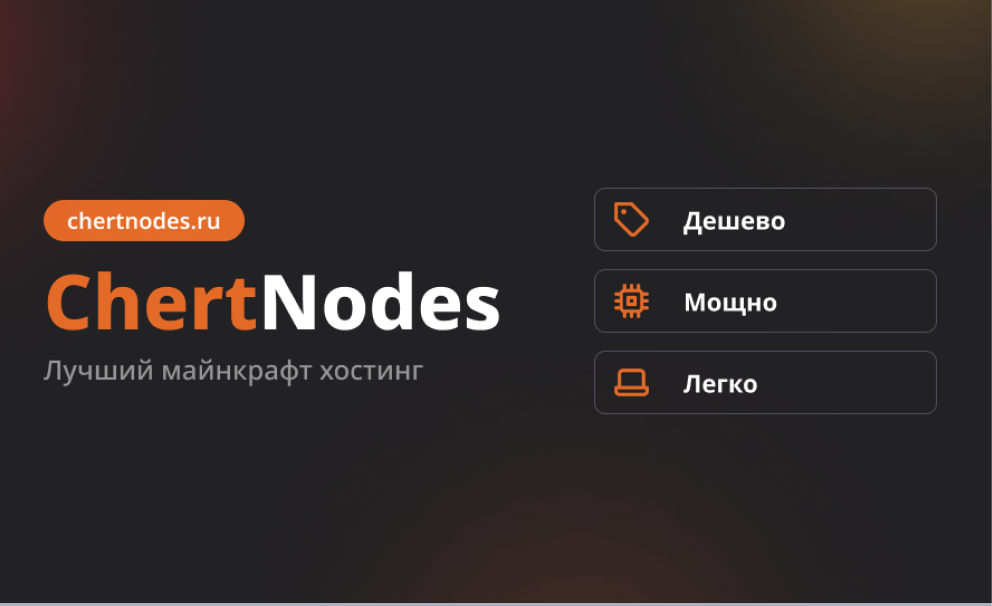 chertnodes.ru
ChertNodes
Лучший майнкрафт хостинг
Дешево
Мощно
Легко